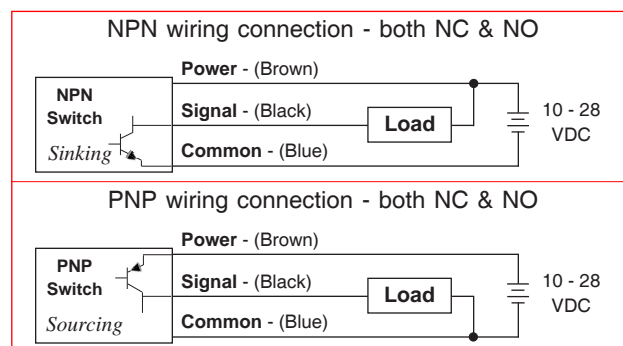 NPN wiring connection - both NC & NO
Power - (Brown)
NPN
Switch
Signal - (Black)
Load
10 - 28
VDC
Sinking
Common - (Blue)
PNP wiring connection - both NC & NO
Power - (Brown)
PNP
Switch
Signal - (Black)
Load
10 - 28
VDC
Sourcing
Common - (Blue)